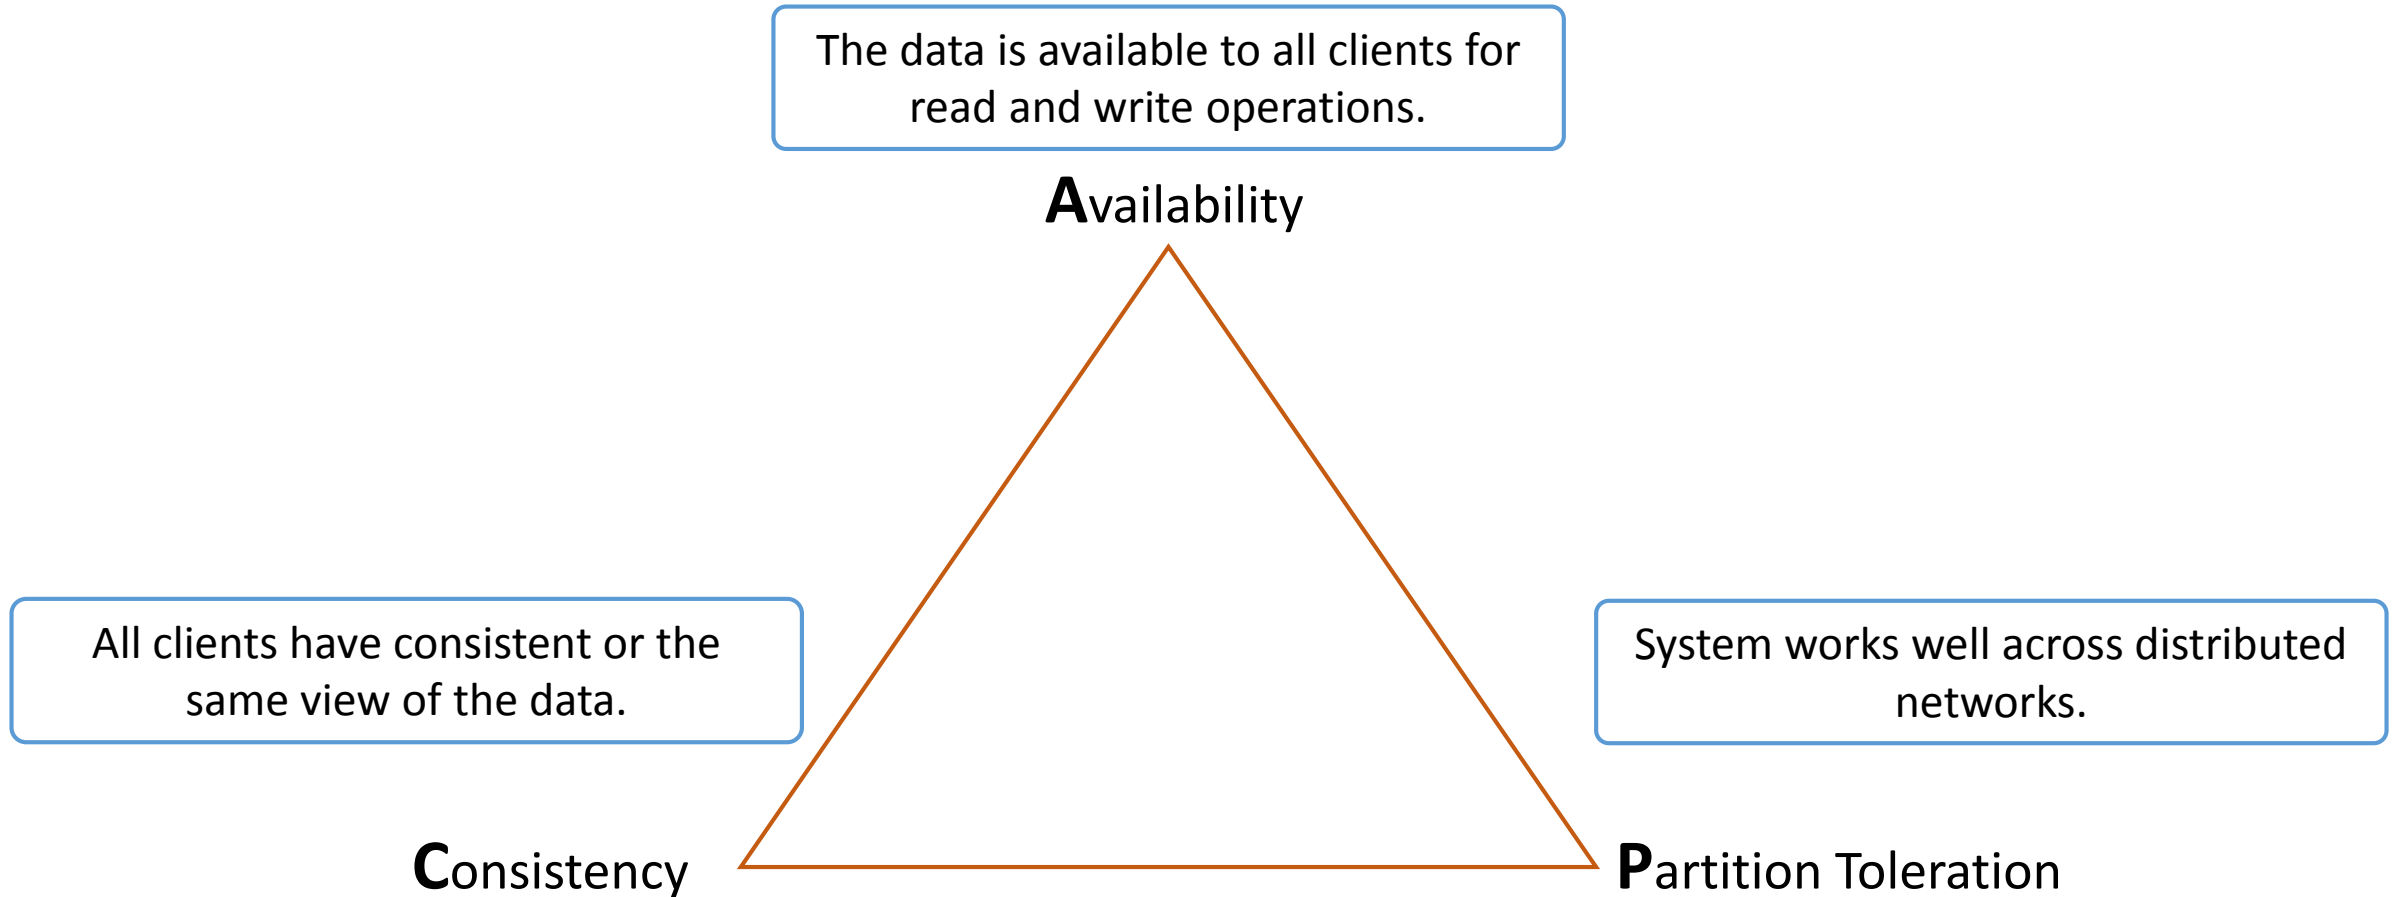 The data is available to all clients for
read and write operations.
Availability
All clients have consistent or the
same view of the data.
System works well across distributed
networks.
Consistency
Partition Toleration